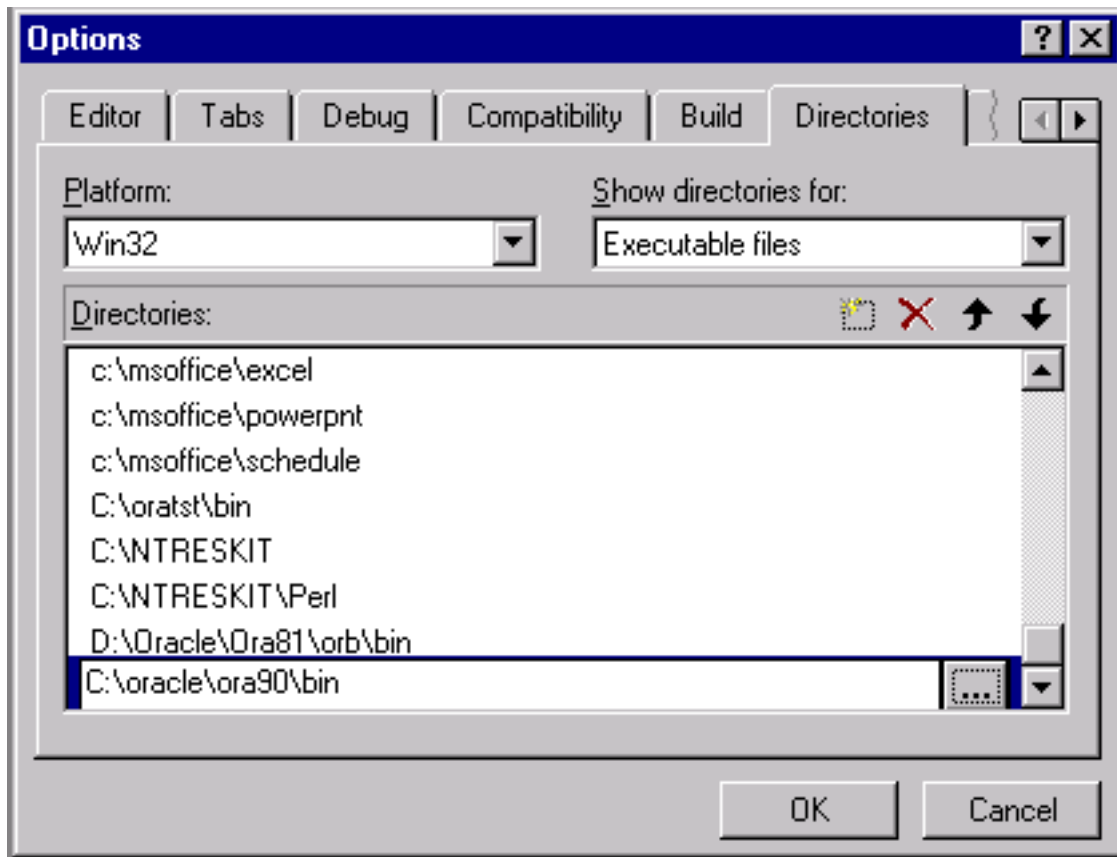 Options
Editor Tabs Debug Compatibility Build Directories
Platform: Show directories for:
Win32 Executable files
Directories:
c:\msoffice\excel
c:\msoffice\powerpnt
c:\msoffice\schedule
C:\oratst\bin
C:\NTRESKIT
C:\NTRESKIT\Perl
D:\Oracle\Ora81\orb\bin
C:\oracle\ora90\bin ...
OK Cancel